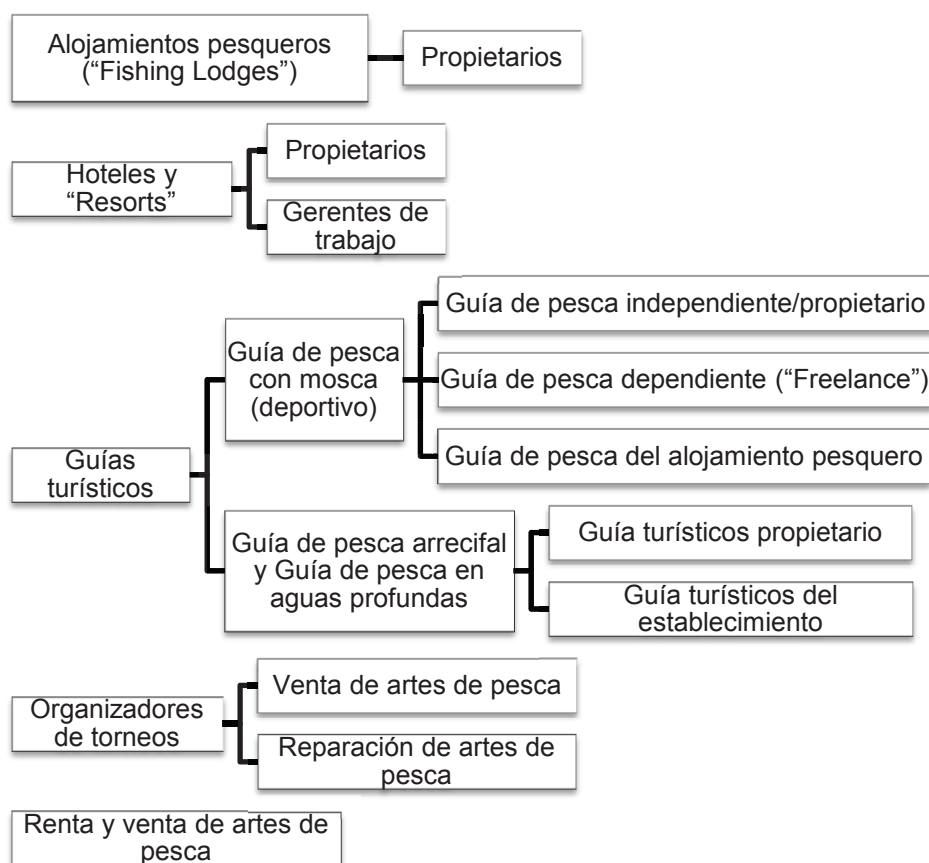 Alojamientos pesqueros
(“Fishing Lodges”)
Propietarios
Hoteles y
“Resorts”
Propietarios
Gerentes de
trabajo
Guías
turísticos
Guía de pesca
con mosca
(deportivo)
Guía de pesca independiente/propietario
Guía de pesca dependiente (“Freelance”)
Guía de pesca del alojamiento pesquero
Guía de pesca arrecifal
y Guía de pesca en
aguas profundas
Guía turísticos propietario
Guía turísticos del
establecimiento
Organizadores
de torneos
Venta de artes de pesca
Reparación de artes de
pesca
Renta y venta de artes de
pesca